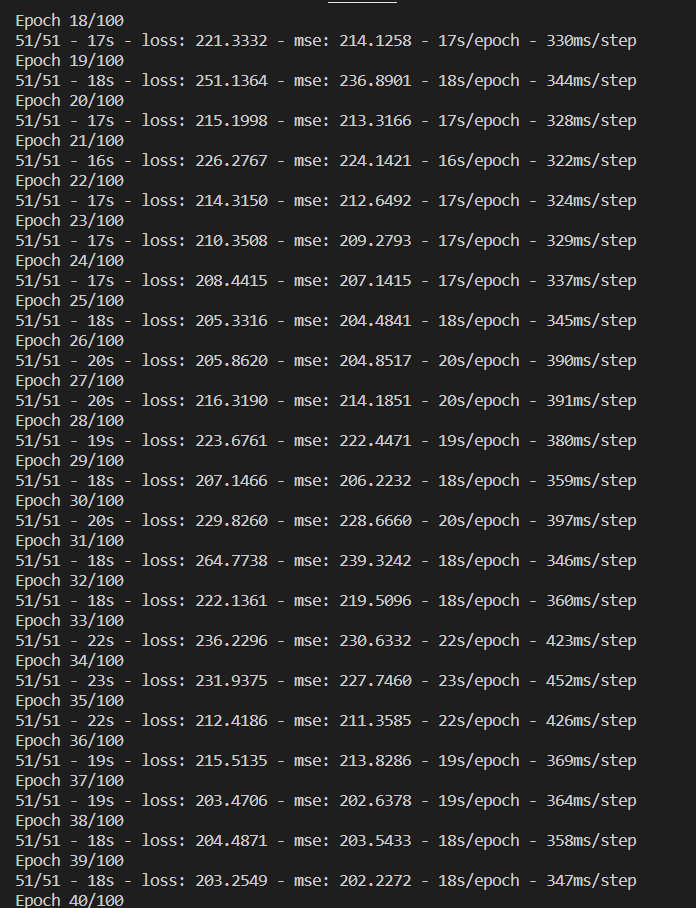 Epoch 18/100
51/51 - 17s - loss: 221.3332 - mse: 214.1258 - 17s/epoch - 330ms/step
Epoch 19/100
51/51 - 18s - loss: 251.1364 - mse: 236.8901 - 18s/epoch - 344ms/step
Epoch 20/100
51/51 - 17s - loss: 215.1998 - mse: 213.3166 - 17s/epoch - 328ms/step
Epoch 21/100
51/51 - 16s - loss: 226.2767 - mse: 224.1421 - 16s/epoch - 322ms/step
Epoch 22/100
51/51 - 17s - loss: 214.3150 - mse: 212.6492 - 17s/epoch - 324ms/step
Epoch 23/100
51/51 - 17s - loss: 210.3508 - mse: 209.2793 - 17s/epoch - 329ms/step
Epoch 24/100
51/51 - 17s - loss: 208.4415 - mse: 207.1415 - 17s/epoch - 337ms/step
Epoch 25/100
51/51 - 18s - loss: 205.3316 - mse: 204.4841 - 18s/epoch - 345ms/step
Epoch 26/100
51/51 - 20s - loss: 205.8620 - mse: 204.8517 - 20s/epoch - 390ms/step
Epoch 27/100
51/51 - 20s - loss: 216.3190 - mse: 214.1851 - 20s/epoch - 391ms/step
Epoch 28/100
51/51 - 19s - loss: 223.6761 - mse: 222.4471 - 19s/epoch - 380ms/step
Epoch 29/100
51/51 - 18s - loss: 207.1466 - mse: 206.2232 - 18s/epoch - 359ms/step
Epoch 30/100
51/51 - 20s - loss: 229.8260 - mse: 228.6660 - 20s/epoch - 397ms/step
Epoch 31/100
51/51 - 18s - loss: 264.7738 - mse: 239.3242 - 18s/epoch - 346ms/step
Epoch 32/100
51/51 - 18s - loss: 222.1361 - mse: 219.5096 - 18s/epoch - 360ms/step
Epoch 33/100
51/51 - 22s - loss: 236.2296 - mse: 230.6332 - 22s/epoch - 423ms/step
Epoch 34/100
51/51 - 23s - loss: 231.9375 - mse: 227.7460 - 23s/epoch - 452ms/step
Epoch 35/100
51/51 - 22s - loss: 212.4186 - mse: 211.3585 - 22s/epoch - 426ms/step
Epoch 36/100
51/51 - 19s - loss: 215.5135 - mse: 213.8286 - 19s/epoch - 369ms/step
Epoch 37/100
51/51 - 19s - loss: 203.4706 - mse: 202.6378 - 19s/epoch - 364ms/step
Epoch 38/100
51/51 - 18s - loss: 204.4871 - mse: 203.5433 - 18s/epoch - 358ms/step
Epoch 39/100
51/51 - 18s - loss: 203.2549 - mse: 202.2272 - 18s/epoch - 347ms/step
Epoch 40/100